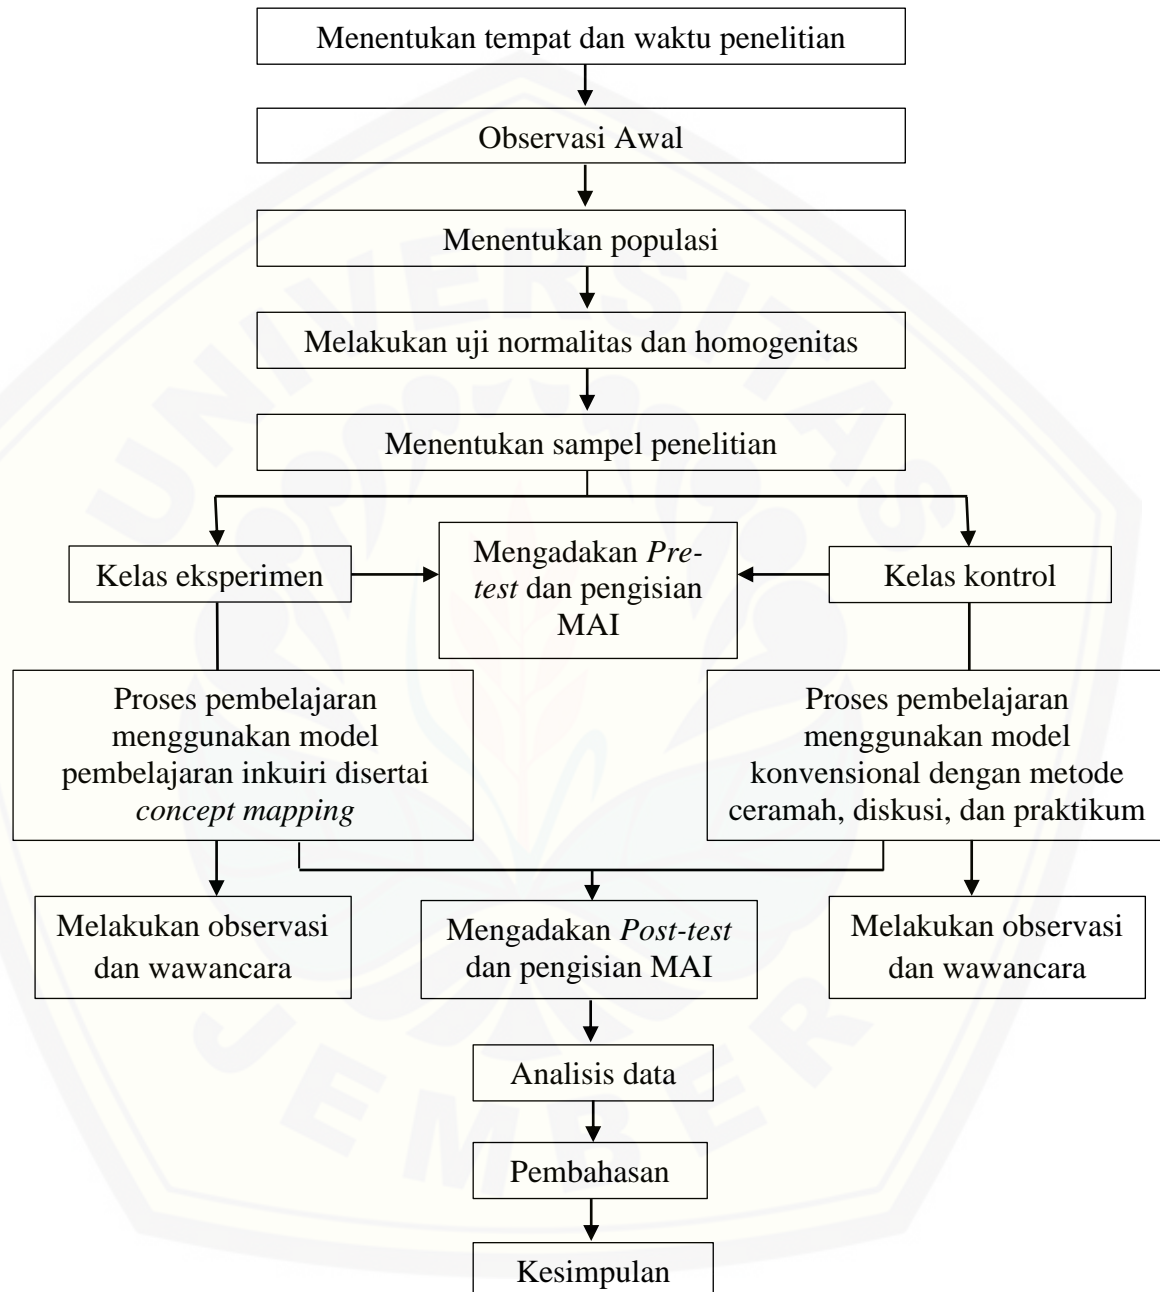 Menentukan tempat dan waktu penelitian
Observasi Awal
Menentukan populasi
Melakukan uji normalitas dan homogenitas
Menentukan sampel penelitian
Kelas eksperimen
Mengadakan Pre-
test dan pengisian
MAI
Kelas kontrol
Proses pembelajaran
menggunakan model
pembelajaran inkuiri disertai
concept mapping
Proses pembelajaran
menggunakan model
konvensional dengan metode
ceramah, diskusi, dan praktikum
Melakukan observasi
dan wawancara
Mengadakan Post-test
dan pengisian MAI
Melakukan observasi
dan wawancara
Analisis data
Pembahasan
Kesimpulan
UNIVERSITAS
JEMBER